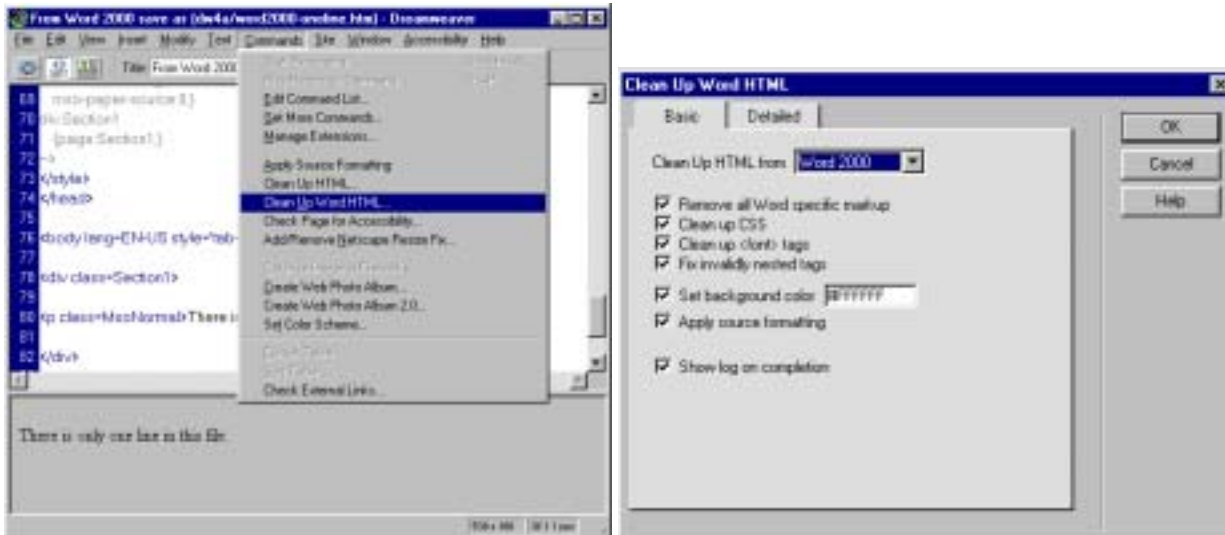 From Word 2000 save as (dw4a/word2000-oneline.htm) - Dreamweaver
File Edit View Insert Modify Text Commands Site Window Accessibility Help
Title: From Word 2000
Edit Command List...
Get More Commands...
Manage Extensions...
Apply Source Formatting
Clean Up HTML...
Clean Up Word HTML...
Check Page for Accessibility...
Add/Remove Netscape Resize Fix...
Create Web Photo Album...
Create Web Photo Album 2.0...
Set Color Scheme...
Check External Links...
69 mso-paper-source:0;}
70 div.Section1
71 {page:Section1;}
72 -->
73 </style>
74 </head>
75
76 <body lang=EN-US style='tab-
77
78 <div class=Section1>
79
80 <p class=MsoNormal>There is
81
82 </div>
There is only one line in this file.
Clean Up Word HTML
Basic Detailed
Clean Up HTML from: Word 2000
Remove all Word specific markup
Clean up CSS
Clean up <font> tags
Fix invalidly nested tags
Set background color: #FFFFFF
Apply source formatting
Show log on completion
OK
Cancel
Help